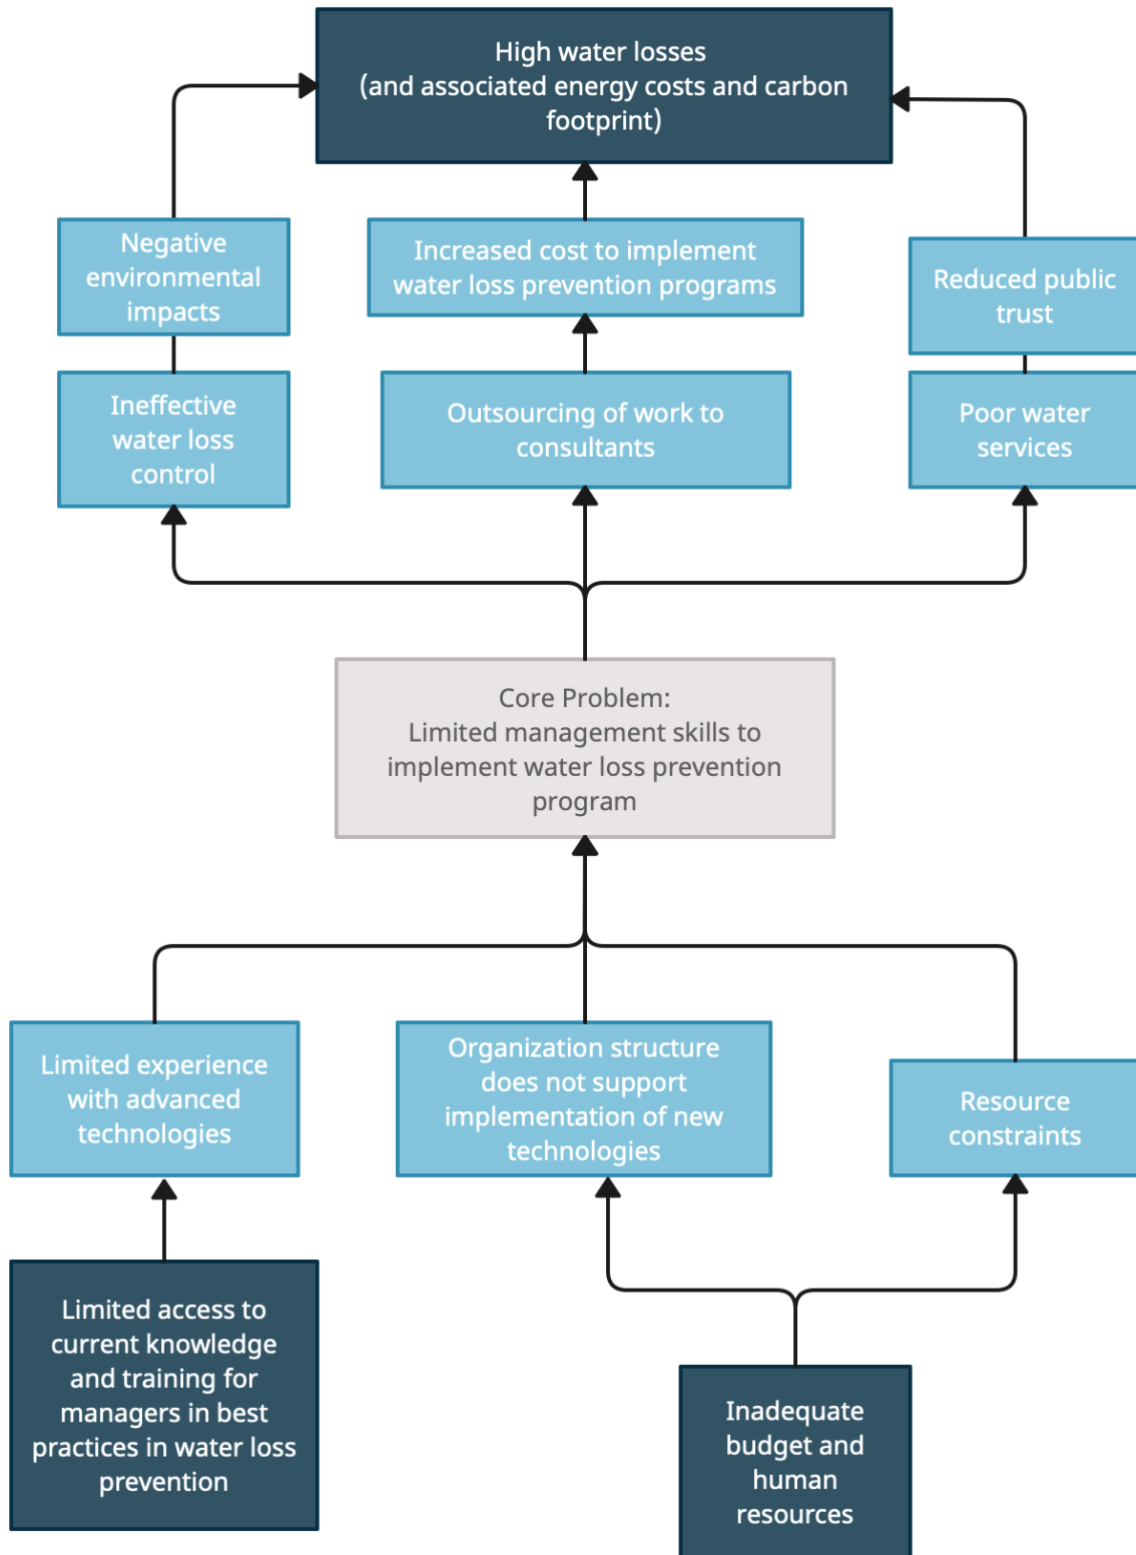 High water losses
(and associated energy costs and carbon
footprint)
Negative
environmental
impacts
Increased cost to implement
water loss prevention programs
Reduced public
trust
Ineffective
water loss
control
Outsourcing of work to
consultants
Poor water
services
Core Problem:
Limited management skills to
implement water loss prevention
program
Limited experience
with advanced
technologies
Organization structure
does not support
implementation of new
technologies
Resource
constraints
Limited access to
current knowledge
and training for
managers in best
practices in water loss
prevention
Inadequate
budget and
human
resources